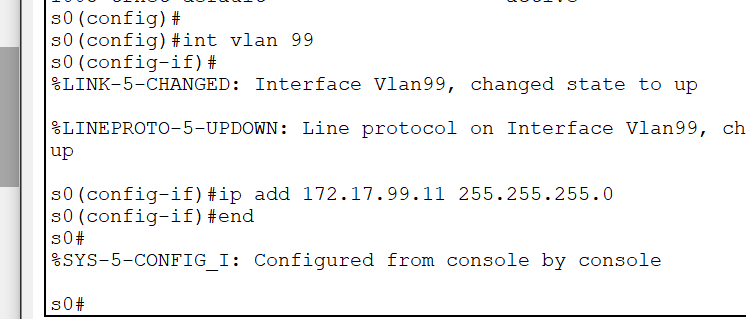 s0(config)#
s0(config)#int vlan 99
s0(config-if)#
%LINK-5-CHANGED: Interface Vlan99, changed state to up
%LINEPROTO-5-UPDOWN: Line protocol on Interface Vlan99, ch
up
s0(config-if)#ip add 172.17.99.11 255.255.255.0
s0(config-if)#end
s0#
%SYS-5-CONFIG_I: Configured from console by console
s0#